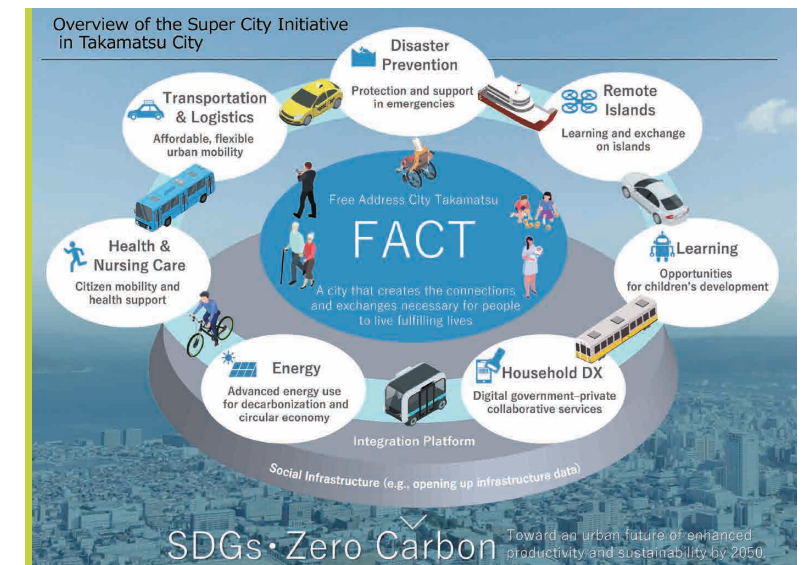 Overview of the Super City Initiative
in Takamatsu City
Disaster
Prevention
Protection and support
in emergencies
Transportation
& Logistics
Affordable, flexible
urban mobility
Remote
Islands
Learning and exchange
on islands
Free Address City Takamatsu
FACT
A city that creates the connections
and exchanges necessary for people
to live fulfilling lives
Health &
Nursing Care
Citizen mobility and
health support
Learning
Opportunities
for children's development
Energy
Advanced energy use
for decarbonization and
circular economy
Household DX
Digital government–private
collaborative services
Integration Platform
Social Infrastructure (e.g., opening up infrastructure data)
SDGs・Zero Carbon
Toward an urban future of enhanced
productivity and sustainability by 2050.